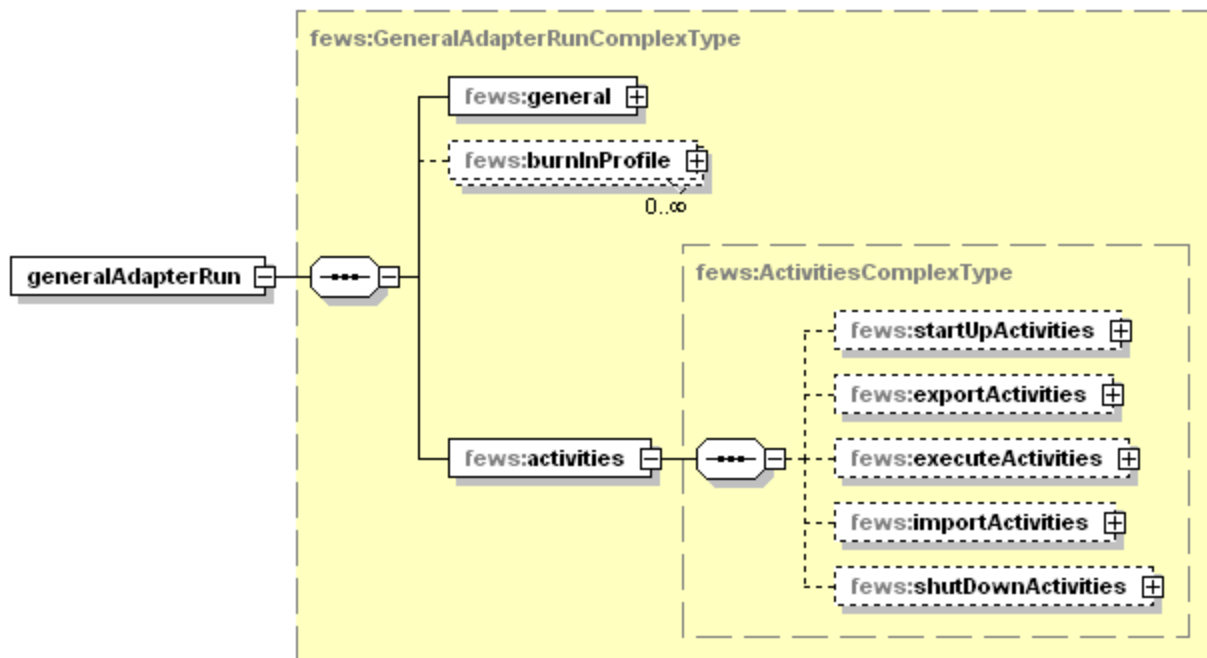 fews:GeneralAdapterRunComplexType
fews:general
fews:burnInProfile
0..∞
generalAdapterRun
fews:ActivitiesComplexType
fews:startUpActivities
fews:exportActivities
fews:activities
fews:executeActivities
fews:importActivities
fews:shutDownActivities